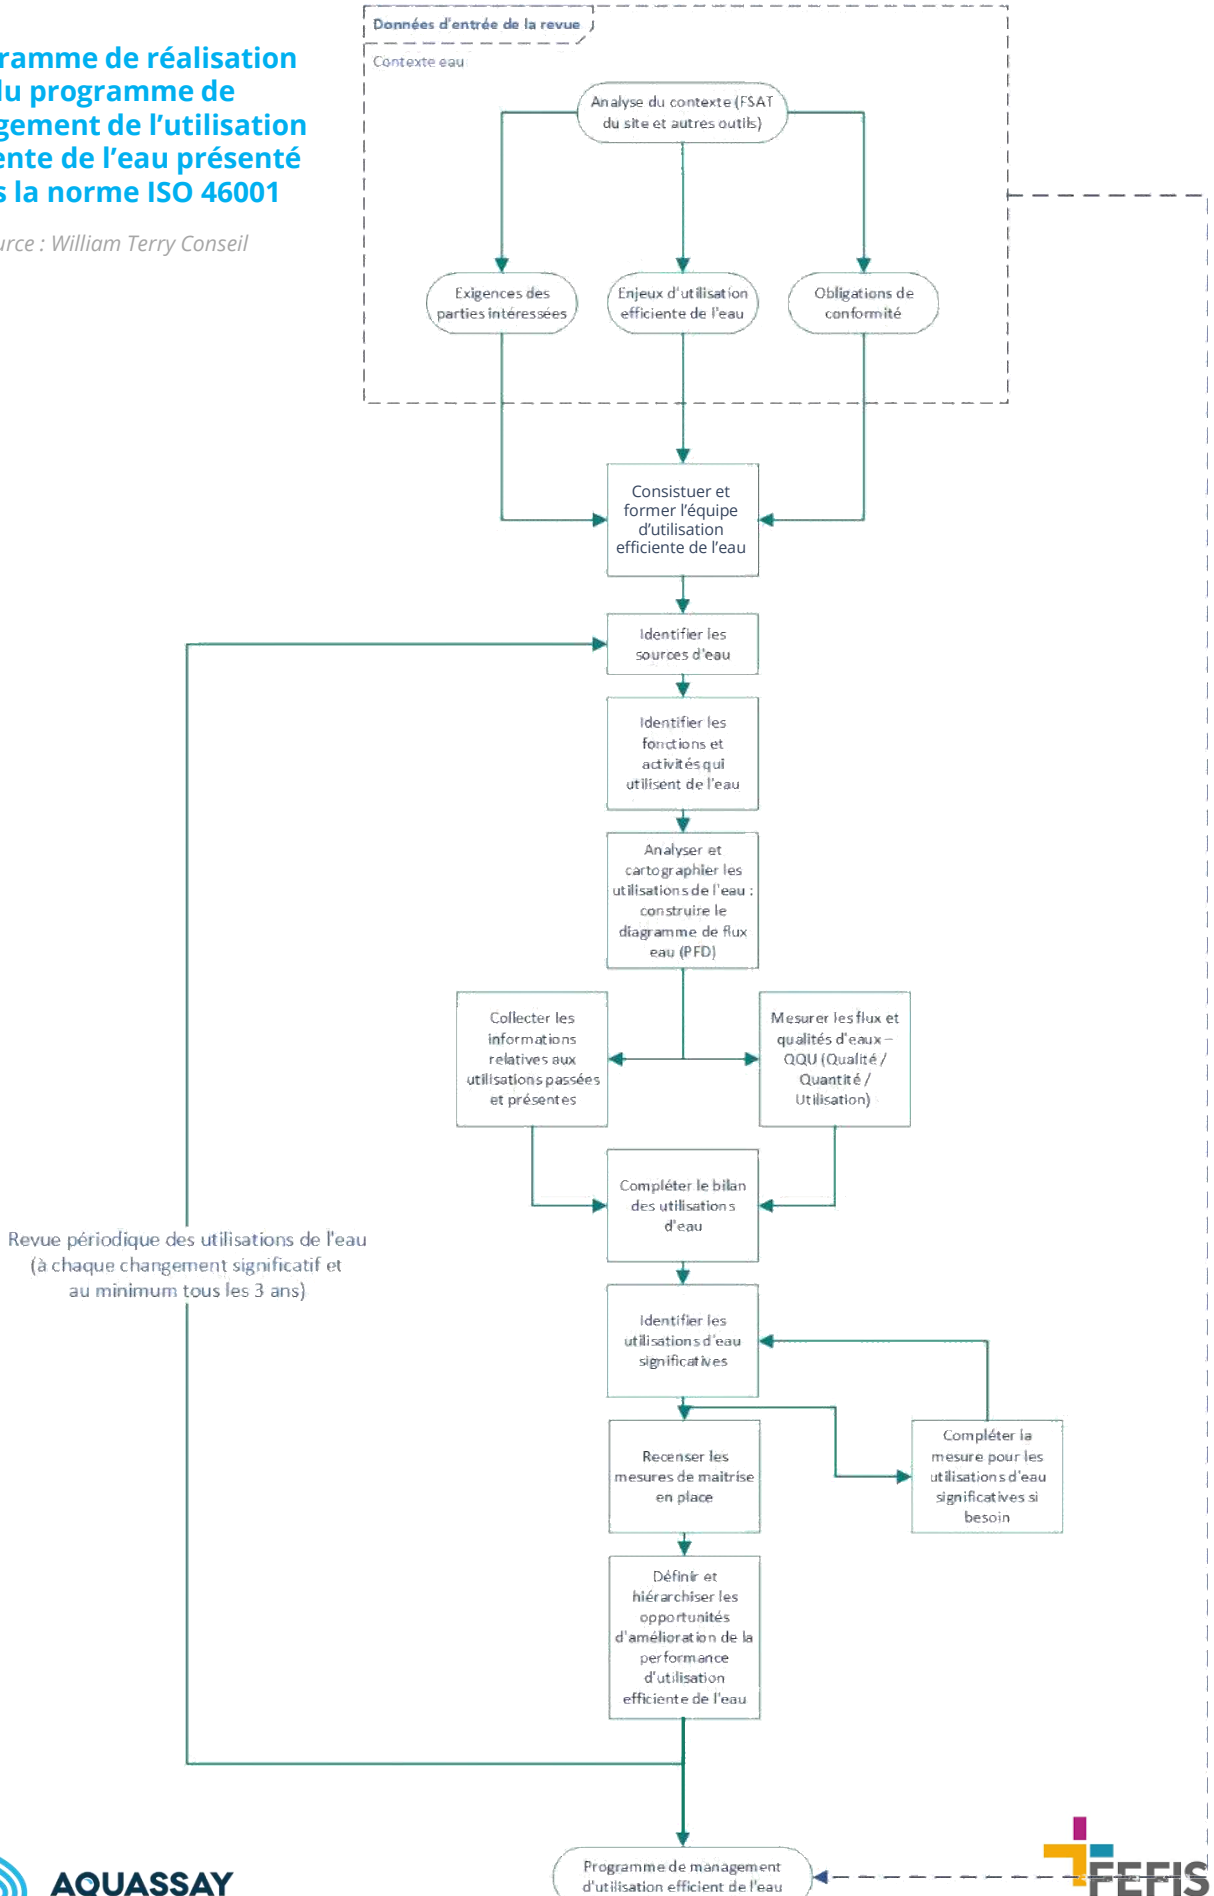 ramme de réalisation
du programme de
gement de l'utilisation
ente de l'eau présenté
s la norme ISO 46001
urce : William Terry Conseil
Données d'entrée de la revue
Contexte eau
Analyse du contexte (FSAT
du site et autres outils)
Exigences des
parties intéressées
Enjeux d'utilisation
efficiente de l'eau
Obligations de
conformité
Consistuer et
former l'équipe
d'utilisation
efficiente de l'eau
Identifier les
sources d'eau
Identifier les
fonctions et
activités qui
utilisent de l'eau
Analyser et
cartographier les
utilisations de l'eau :
construire le
diagramme de flux
eau (PFD)
Collecter les
informations
relatives aux
utilisations passées
et présentes
Mesurer les flux et
qualités d'eaux –
QQU (Qualité /
Quantité /
Utilisation)
Compléter le bilan
des utilisations
d'eau
Revue périodique des utilisations de l'eau
(à chaque changement significatif et
au minimum tous les 3 ans)
Identifier les
utilisations d'eau
significatives
Recenser les
mesures de maitrise
en place
Compléter la
mesure pour les
utilisations d'eau
significatives si
besoin
Définir et
hiérarchiser les
opportunités
d'amélioration de la
performance
d'utilisation
efficiente de l'eau
Programme de management
d'utilisation efficient de l'eau
AQUASSAY
FEFIS